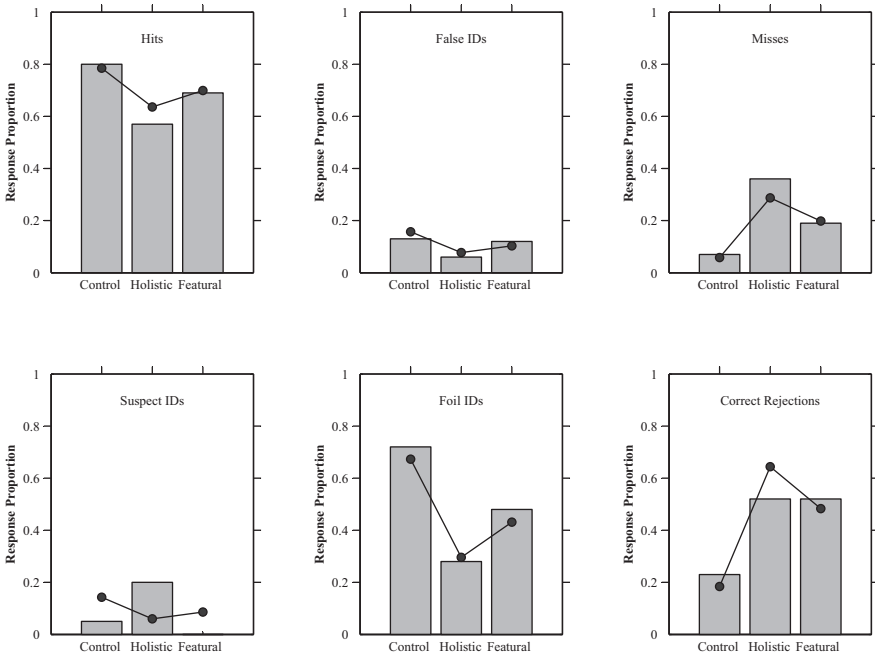 Hits
1
0.8
0.6
0.4
0.2
0
Response Proportion
Control Holistic Featural
False IDs
1
0.8
0.6
0.4
0.2
0
Response Proportion
Control Holistic Featural
Misses
1
0.8
0.6
0.4
0.2
0
Response Proportion
Control Holistic Featural
Suspect IDs
1
0.8
0.6
0.4
0.2
0
Response Proportion
Control Holistic Featural
Foil IDs
1
0.8
0.6
0.4
0.2
0
Response Proportion
Control Holistic Featural
Correct Rejections
1
0.8
0.6
0.4
0.2
0
Response Proportion
Control Holistic Featural